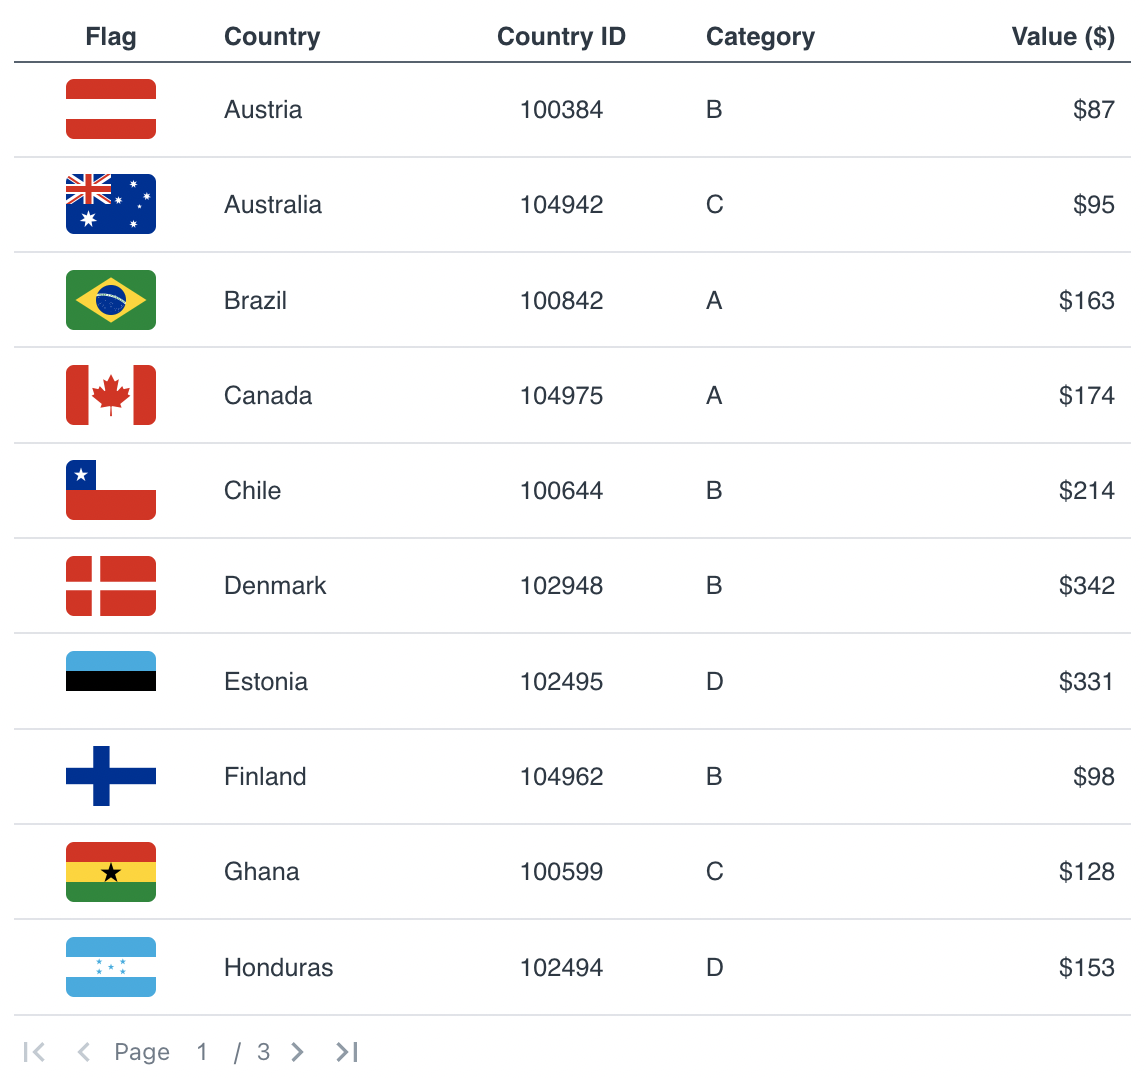 Flag Country Country ID Category Value ($)
Austria 100384 B $87
Australia 104942 C $95
Brazil 100842 A $163
Canada 104975 A $174
Chile 100644 B $214
Denmark 102948 B $342
Estonia 102495 D $331
Finland 104962 B $98
Ghana 100599 C $128
Honduras 102494 D $153
Page 1 / 3